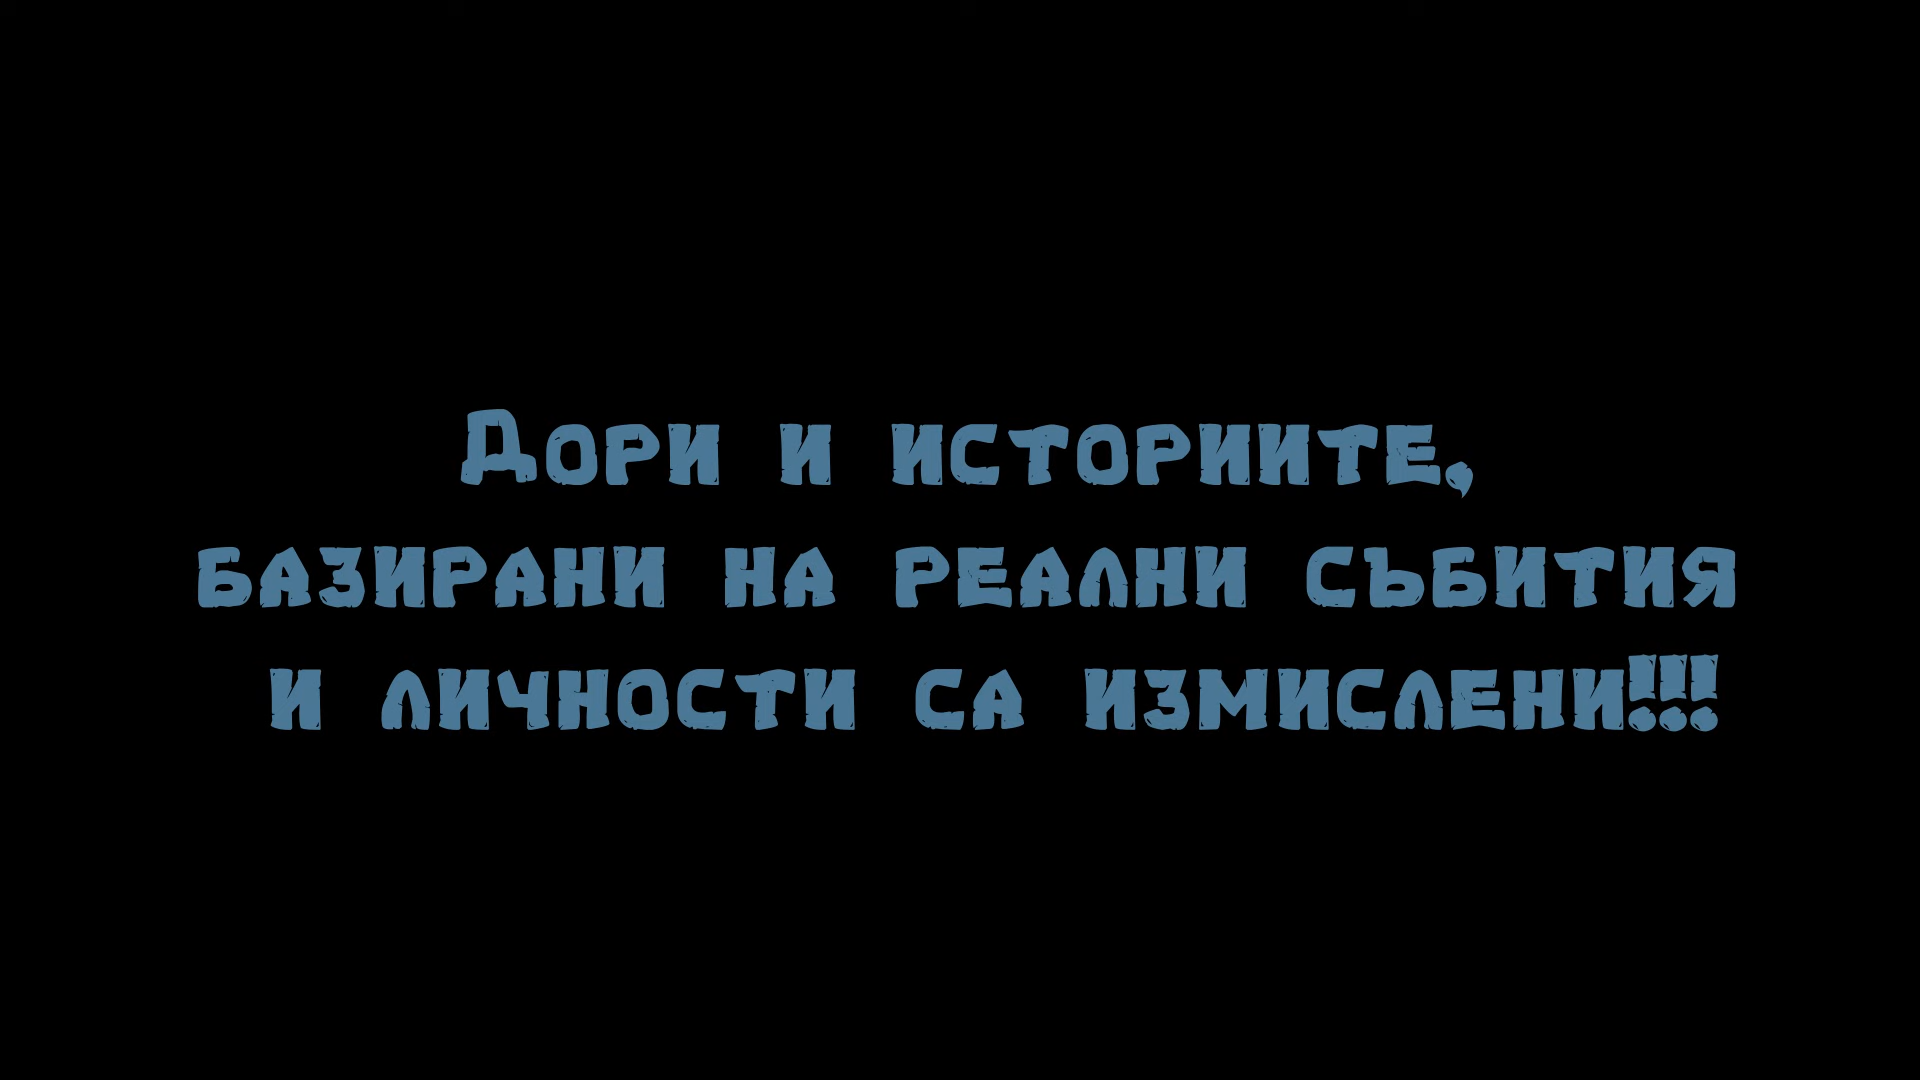 Дори и историите,
базирани на реални събития
и личности са измислени!!!